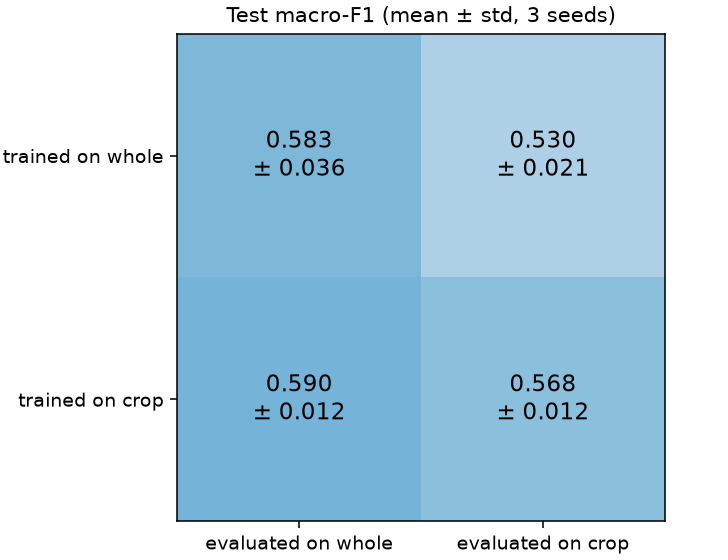 Test macro-F1 (mean ± std, 3 seeds)
trained on whole
0.583
± 0.036
0.530
± 0.021
trained on crop
0.590
± 0.012
0.568
± 0.012
evaluated on whole
evaluated on crop